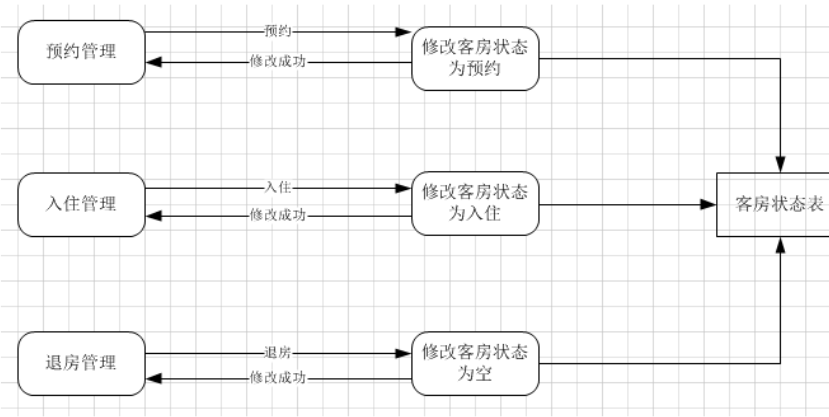 预约
预约管理
修改成功
修改客房状态
为预约
入住
入住管理
修改成功
修改客房状态
为入住
客房状态表
退房
退房管理
修改成功
修改客房状态
为空